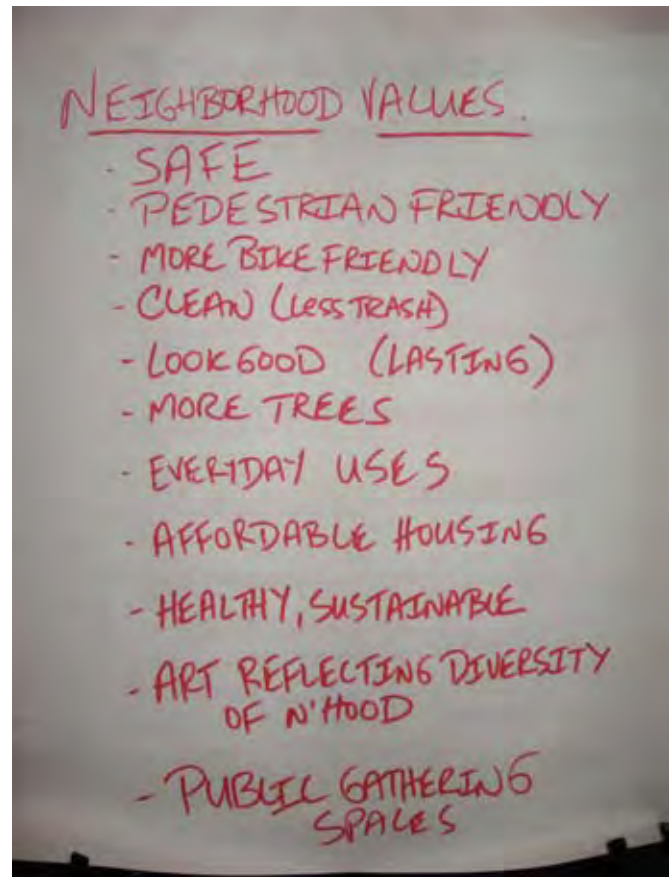 NEIGHBORHOOD VALUES.
- SAFE
- PEDESTRIAN FRIENDLY
- MORE BIKE FRIENDLY
- CLEAN (LESS TRASH)
- LOOK GOOD (LASTING)
- MORE TREES
- EVERYDAY USES
- AFFORDABLE HOUSING
- HEALTHY, SUSTAINABLE
- ART REFLECTING DIVERSITY
OF N'HOOD
- PUBLIC GATHERING
SPACES